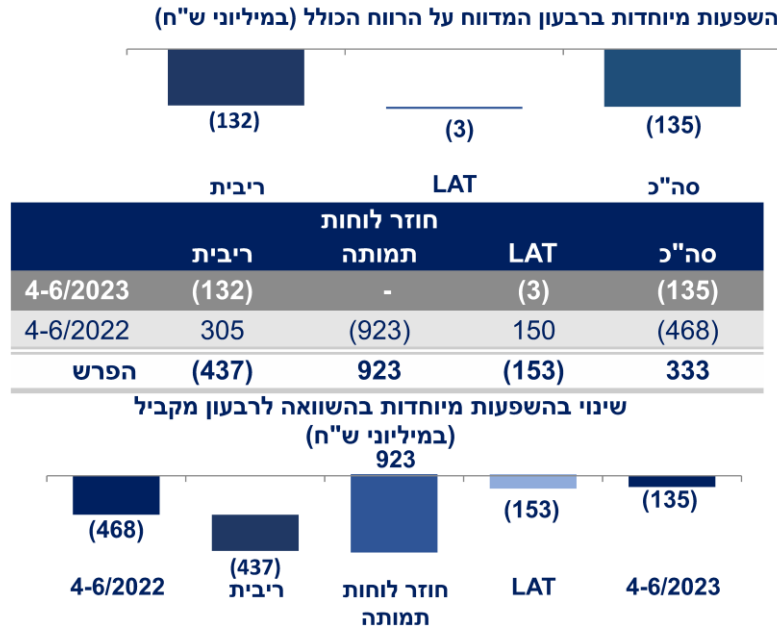 השפעות מיוחדות ברבעון המדווח על הרווח הכולל (במיליוני ש"ח)
(132) (3) (135)
ריבית LAT סה"כ
חוזר לוחות
ריבית תמותה LAT סה"כ
4-6/2023 (132) - (3) (135)
4-6/2022 305 (923) 150 (468)
הפרש (437) 923 (153) 333
שינוי בהשפעות מיוחדות בהשוואה לרבעון מקביל
(במיליוני ש"ח)
923
(468) (437) (153) (135)
4-6/2022 ריבית חוזר לוחות LAT 4-6/2023
תמותה